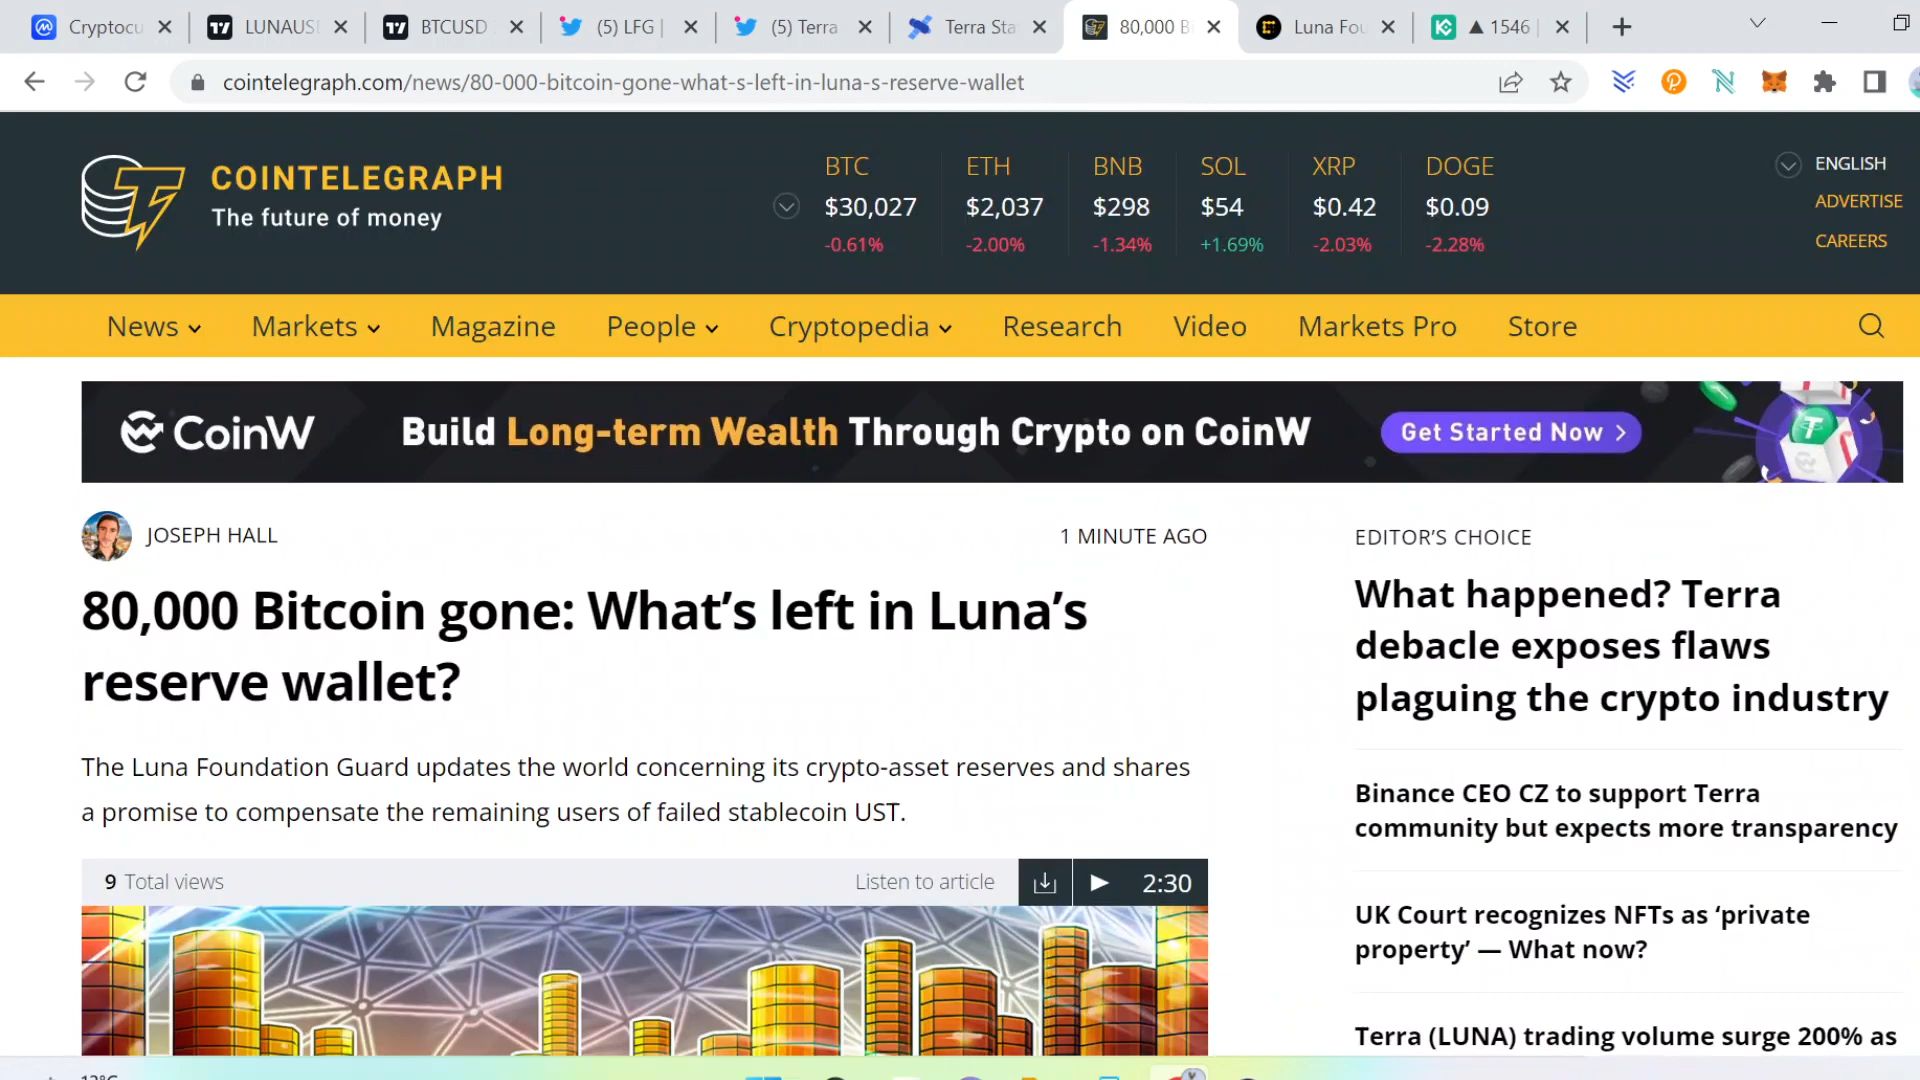 Cryptocu
LUNAUS
BTCUSD
(5) LFG |
(5) Terra
Terra Sta
80,000 B
Luna Fou
▲ 1546 |
cointelegraph.com/news/80-000-bitcoin-gone-what-s-left-in-luna-s-reserve-wallet
COINTELEGRAPH
The future of money
BTC
$30,027
-0.61%
ETH
$2,037
-2.00%
BNB
$298
-1.34%
SOL
$54
+1.69%
XRP
$0.42
-2.03%
DOGE
$0.09
-2.28%
ENGLISH
ADVERTISE
CAREERS
News
Markets
Magazine
People
Cryptopedia
Research
Video
Markets Pro
Store
CoinW
Build Long-term Wealth Through Crypto on CoinW
Get Started Now >
JOSEPH HALL
1 MINUTE AGO
80,000 Bitcoin gone: What’s left in Luna’s
reserve wallet?
The Luna Foundation Guard updates the world concerning its crypto-asset reserves and shares
a promise to compensate the remaining users of failed stablecoin UST.
9 Total views
Listen to article
2:30
EDITOR’S CHOICE
What happened? Terra
debacle exposes flaws
plaguing the crypto industry
Binance CEO CZ to support Terra
community but expects more transparency
UK Court recognizes NFTs as ‘private
property’ — What now?
Terra (LUNA) trading volume surge 200% as